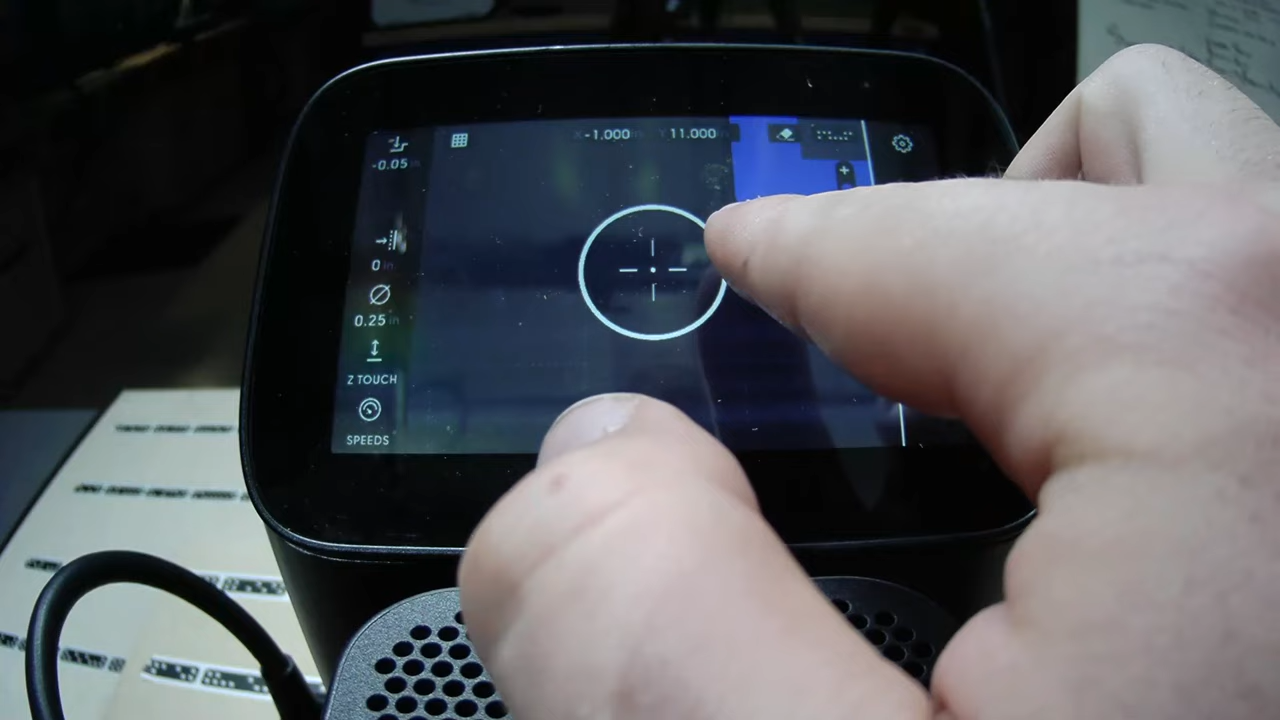 X -1.000 in Y 11.000 in
-0.05 in
0 in
0.25 in
Z TOUCH
SPEEDS